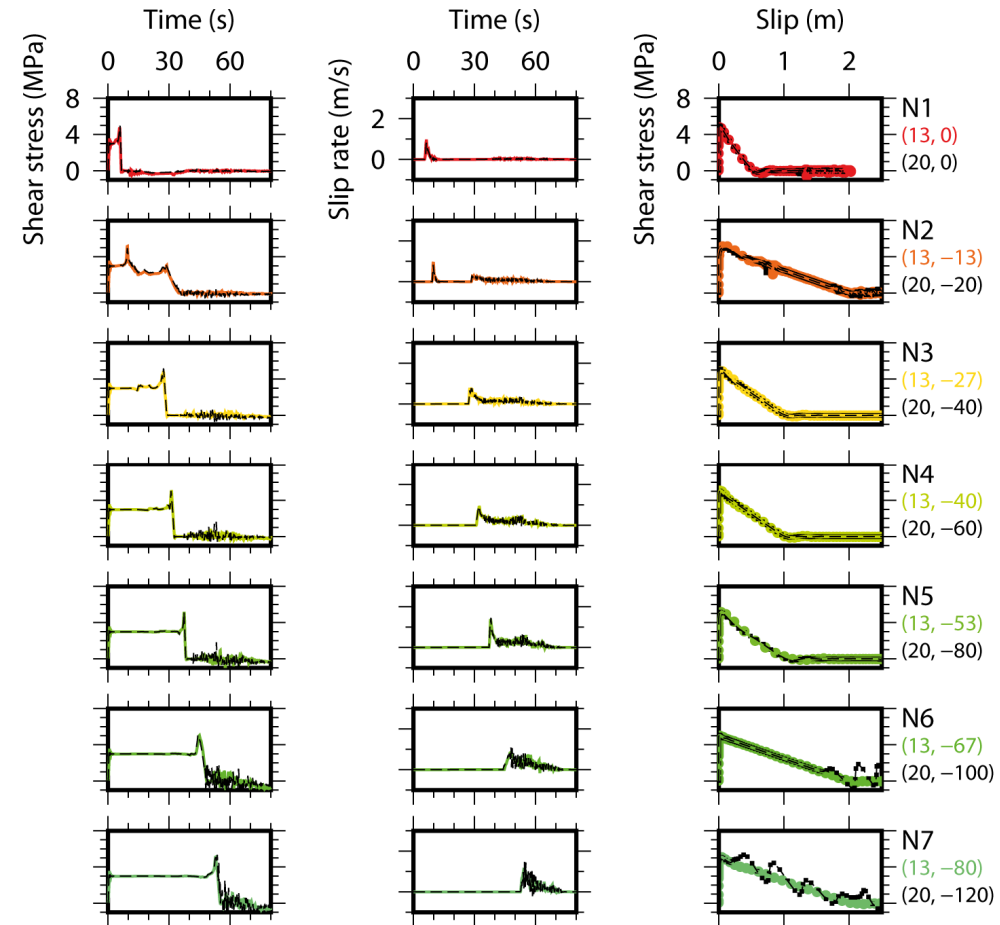 Time (s)
Time (s)
Slip (m)
0 30 60
0 30 60
0 1 2
Shear stress (MPa)
8
4
0
Slip rate (m/s)
2
0
Shear stress (MPa)
8
4
0
N1
(13, 0)
(20, 0)
N2
(13, −13)
(20, −20)
N3
(13, −27)
(20, −40)
N4
(13, −40)
(20, −60)
N5
(13, −53)
(20, −80)
N6
(13, −67)
(20, −100)
N7
(13, −80)
(20, −120)